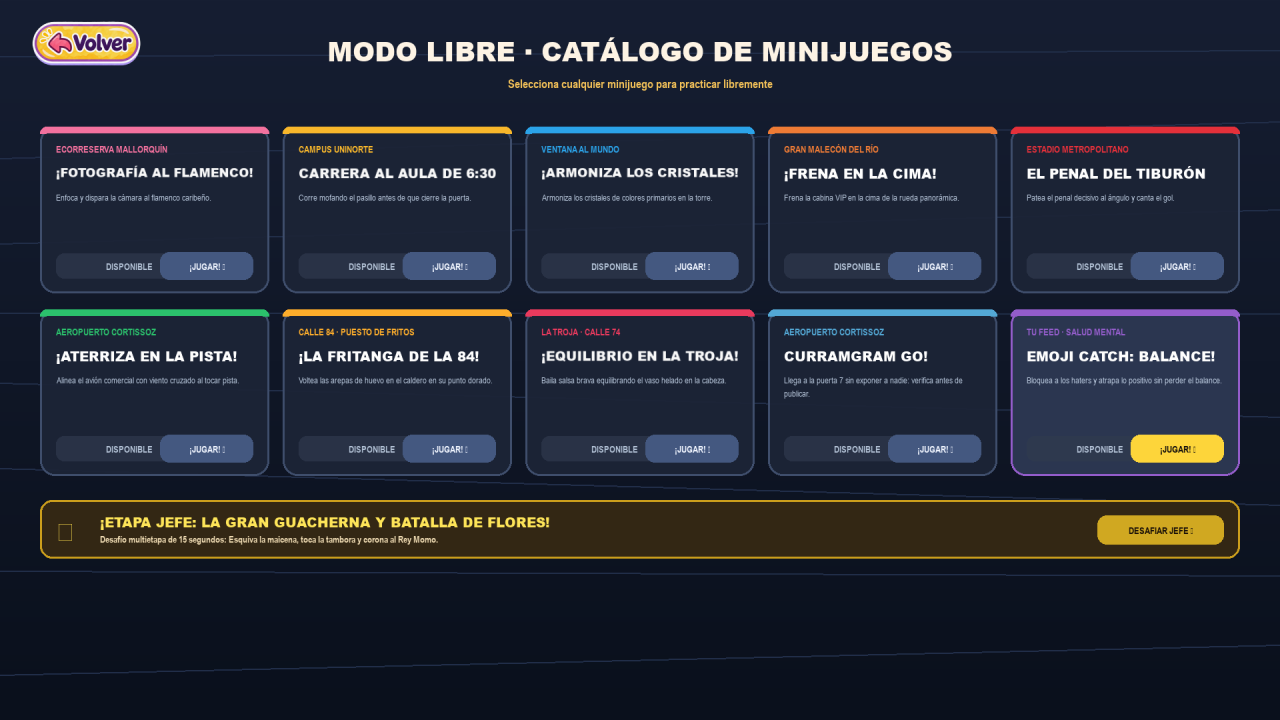 Volver
MODO LIBRE · CATÁLOGO DE MINIJUEGOS
Selecciona cualquier minijuego para practicar libremente
ECORRESERVA MALLORQUÍN
¡FOTOGRAFÍA AL FLAMENCO!
Enfoca y dispara la cámara al flamenco caribeño.
DISPONIBLE
¡JUGAR!
CAMPUS UNINORTE
CARRERA AL AULA DE 6:30
Corre mofando el pasillo antes de que cierre la puerta.
DISPONIBLE
¡JUGAR!
VENTANA AL MUNDO
¡ARMONIZA LOS CRISTALES!
Armoniza los cristales de colores primarios en la torre.
DISPONIBLE
¡JUGAR!
GRAN MALECÓN DEL RÍO
¡FRENA EN LA CIMA!
Frena la cabina VIP en la cima de la rueda panorámica.
DISPONIBLE
¡JUGAR!
ESTADIO METROPOLITANO
EL PENAL DEL TIBURÓN
Patea el penal decisivo al ángulo y canta el gol.
DISPONIBLE
¡JUGAR!
AEROPUERTO CORTISSOZ
¡ATERRIZA EN LA PISTA!
Alinea el avión comercial con viento cruzado al tocar pista.
DISPONIBLE
¡JUGAR!
CALLE 84 · PUESTO DE FRITOS
¡LA FRITANGA DE LA 84!
Voltea las arepas de huevo en el caldero en su punto dorado.
DISPONIBLE
¡JUGAR!
LA TROJA · CALLE 74
¡EQUILIBRIO EN LA TROJA!
Baila salsa brava equilibrando el vaso helado en la cabeza.
DISPONIBLE
¡JUGAR!
AEROPUERTO CORTISSOZ
CURRAMGRAM GO!
Llega a la puerta 7 sin exponer a nadie: verifica antes de
publicar.
DISPONIBLE
¡JUGAR!
TU FEED · SALUD MENTAL
EMOJI CATCH: BALANCE!
Bloquea a los haters y atrapa lo positivo sin perder el balance.
DISPONIBLE
¡JUGAR!
¡ETAPA JEFE: LA GRAN GUACHERNA Y BATALLA DE FLORES!
Desafío multietapa de 15 segundos: Esquiva la maicena, toca la tambora y corona al Rey Momo.
DESAFIAR JEFE